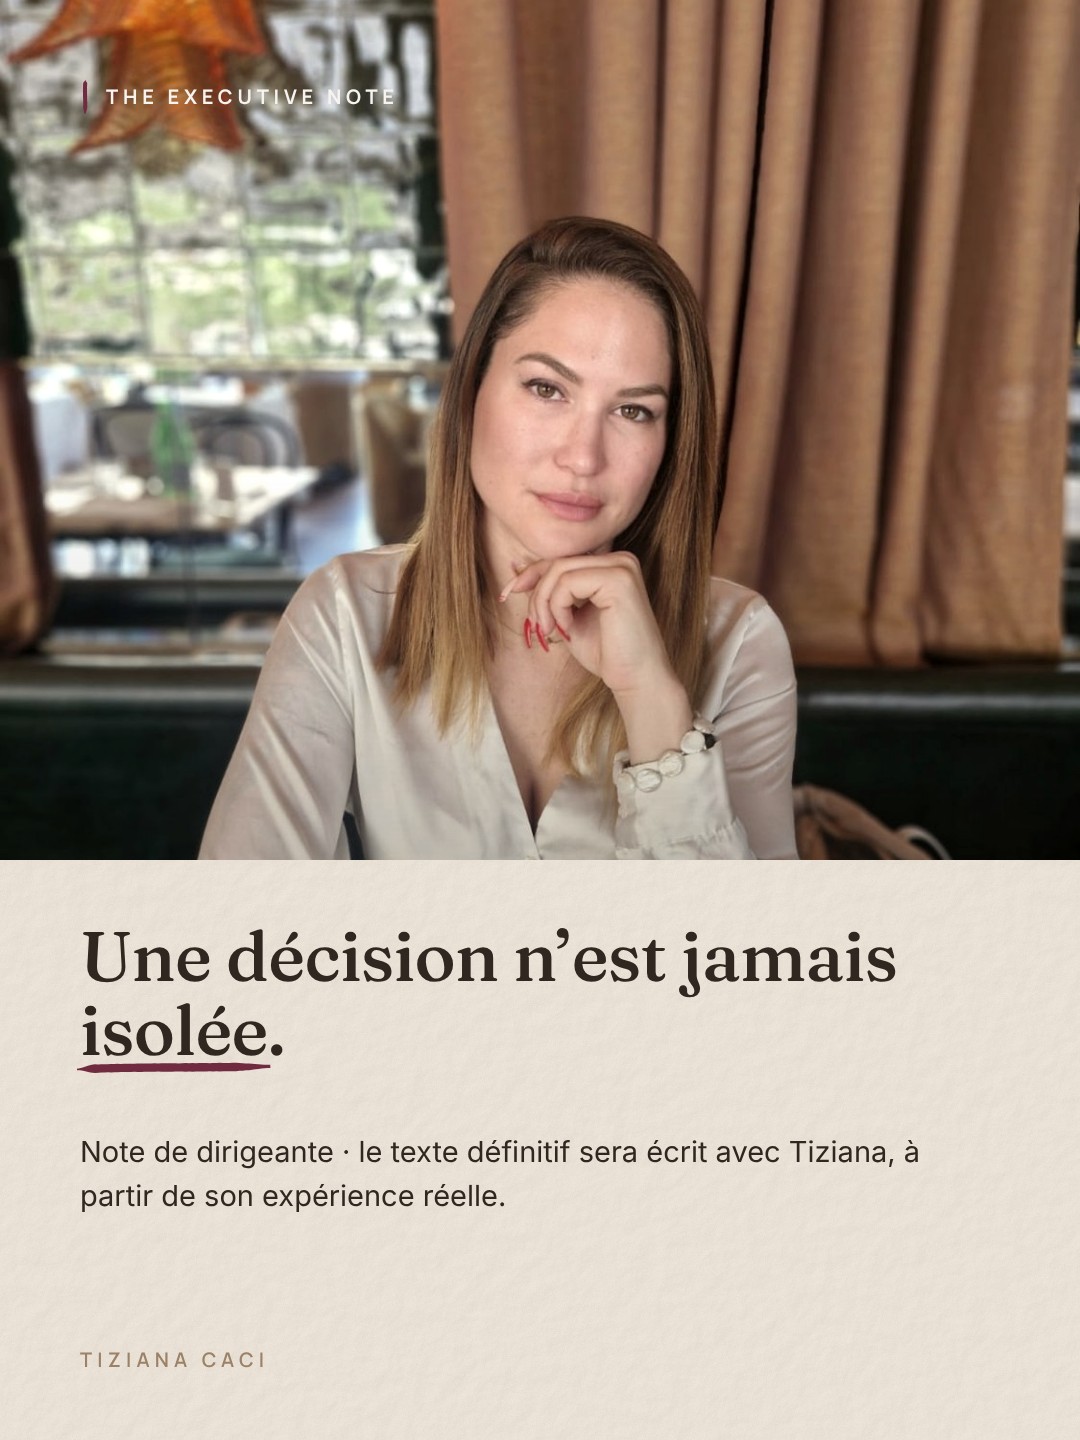 THE EXECUTIVE NOTE
Une décision n’est jamais
isolée.
Note de dirigeante · le texte définitif sera écrit avec Tiziana, à
partir de son expérience réelle.
TIZIANA CACI